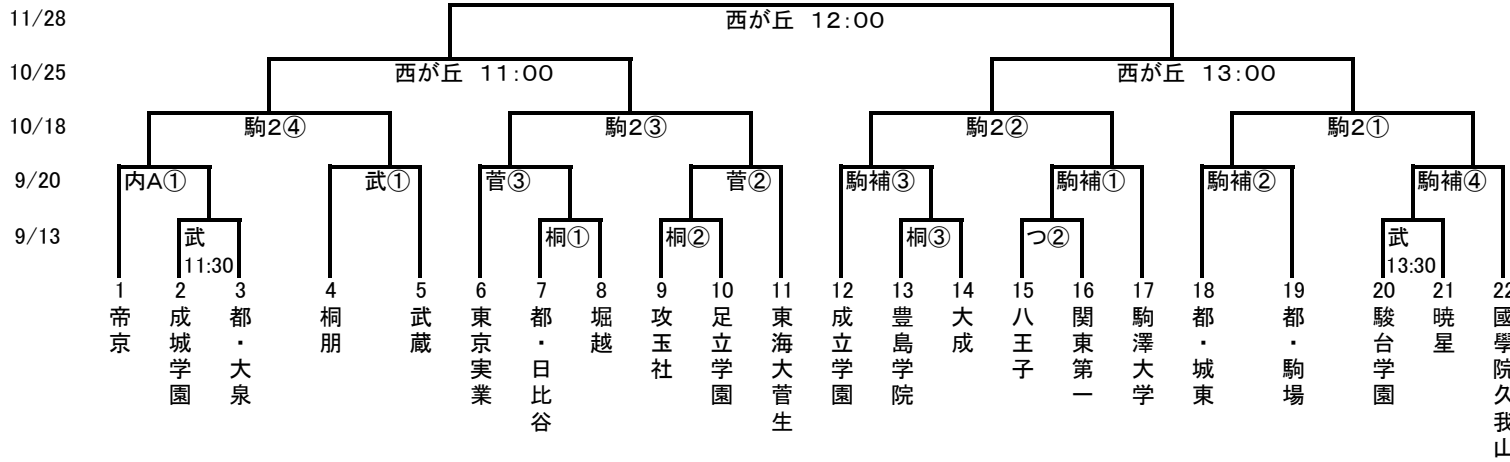 11/28 西が丘 12:00
10/25 西が丘 11:00 西が丘 13:00
10/18 駒2④ 駒2③ 駒2② 駒2①
9/20 内A① 武① 菅③ 菅② 駒補③ 駒補① 駒補② 駒補④
9/13 武 桐① 桐② 桐③ つ② 武
11:30 13:30
1 2 3 4 5 6 7 8 9 10 11 12 13 14 15 16 17 18 19 20 21 22
帝京
成城学園
都・大泉
桐朋
武蔵
東京実業
都・日比谷
堀越
攻玉社
足立学園
東海大菅生
成立学園
豊島学院
大成
八王子
関東第一
駒澤大学
都・城東
都・駒場
駿台学園
暁星
國學院久我山